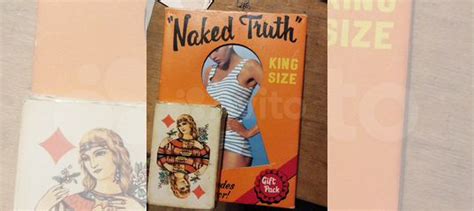 "Naked Truth"
KING
SIZE
Gift
Pack
KING
SIZE